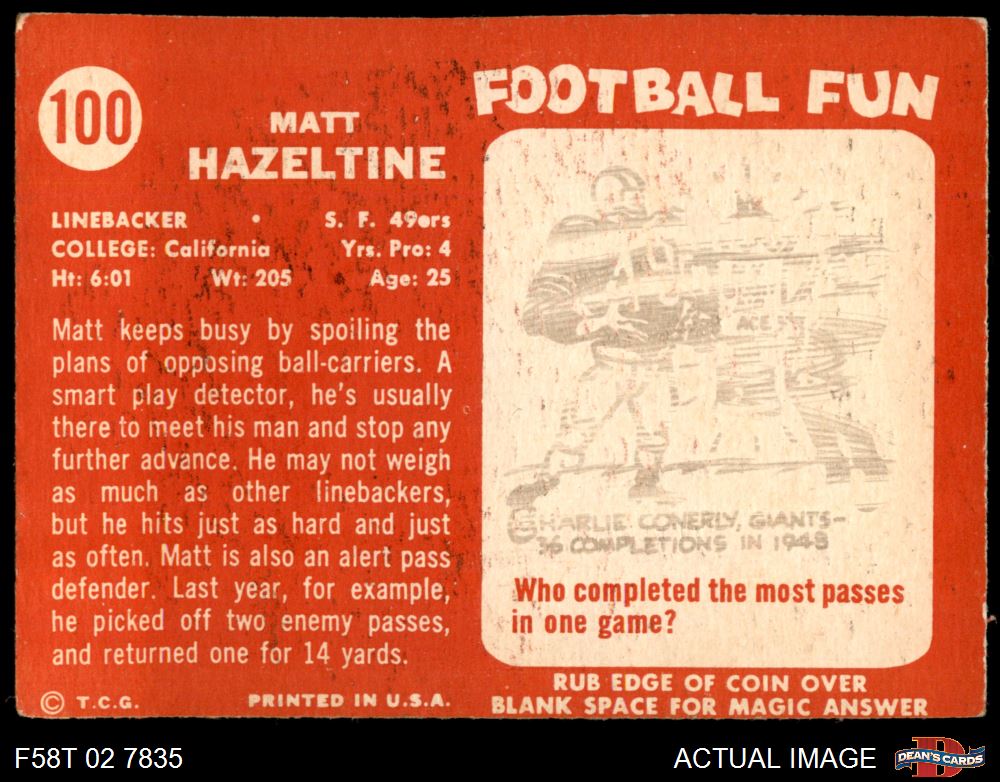 100
MATT
HAZELTINE
LINEBACKER • S. F. 49ers
COLLEGE: California Yrs. Pro: 4
Ht: 6:01 Wt: 205 Age: 25
Matt keeps busy by spoiling the
plans of opposing ball-carriers. A
smart play detector, he's usually
there to meet his man and stop any
further advance. He may not weigh
as much as other linebackers,
but he hits just as hard and just
as often. Matt is also an alert pass
defender. Last year, for example,
he picked off two enemy passes,
and returned one for 14 yards.
© T.C.G. PRINTED IN U.S.A.
FOOTBALL FUN
CHARLIE CONERLY, GIANTS-
36 COMPLETIONS IN 1948
Who completed the most passes
in one game?
RUB EDGE OF COIN OVER
BLANK SPACE FOR MAGIC ANSWER
F58T 02 7835
ACTUAL IMAGE
D
DEAN'S CARDS